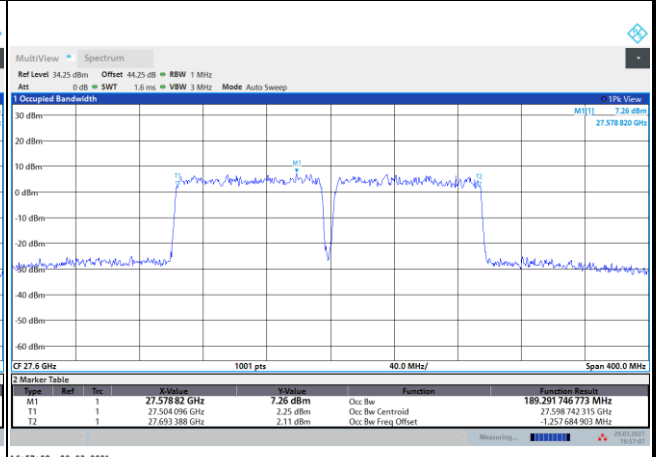 MultiView Spectrum
Ref Level 34.25 dBm Offset 44.25 dB RBW 1 MHz
Att 0 dB SWT 1.6 ms VBW 3 MHz Mode Auto Sweep
1 Occupied Bandwidth 1Pk View
M1[1] 7.26 dBm
27.578 820 GHz
30 dBm
20 dBm
10 dBm
M1
T1 T2
0 dBm
-10 dBm
-20 dBm
-30 dBm
-40 dBm
-50 dBm
-60 dBm
CF 27.6 GHz 1001 pts 40.0 MHz/ Span 400.0 MHz
2 Marker Table
Type Ref Trc X-Value Y-Value Function Function Result
M1 1 27.578 82 GHz 7.26 dBm Occ Bw 189.291 746 773 MHz
T1 1 27.504 096 GHz 2.25 dBm Occ Bw Centroid 27.598 742 315 GHz
T2 1 27.693 388 GHz 2.11 dBm Occ Bw Freq Offset -1.257 684 903 MHz
Measuring... 29.03.2021
16:57:07